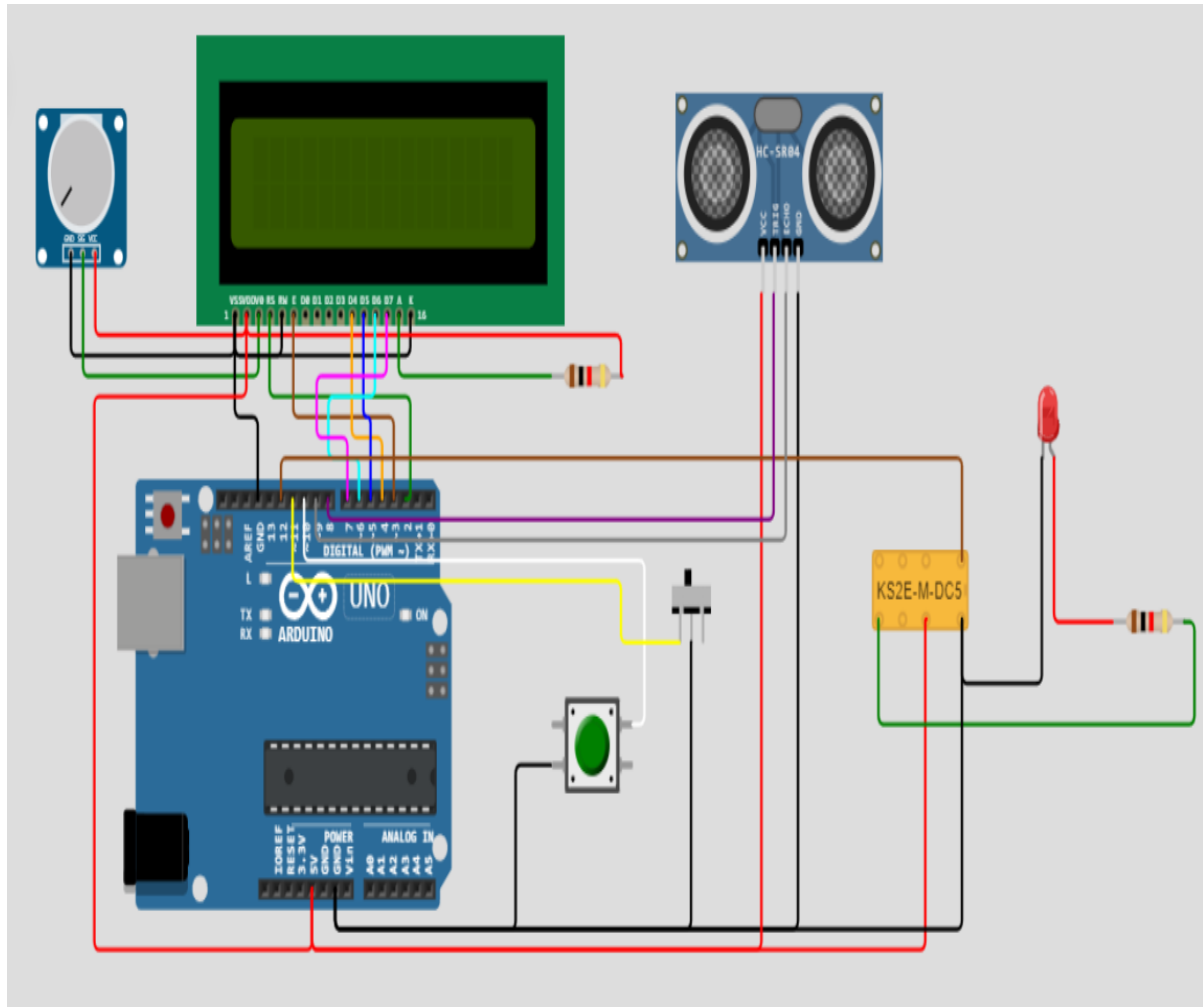 GND SIG VCC
VSS VDD V0 RS RW E D0 D1 D2 D3 D4 D5 D6 D7 A K
1
16
HC-SR04
VCC
TRIG
ECHO
GND
AREF
GND
13
12
~11
~10
~9
8
7
~6
~5
4
~3
2
TX→1
RX←0
DIGITAL (PWM ~)
L
TX
RX
UNO
ARDUINO
ON
KS2E-M-DC5
IOREF
RESET
3.3V
5V
GND
GND
Vin
POWER
ANALOG IN
A0
A1
A2
A3
A4
A5